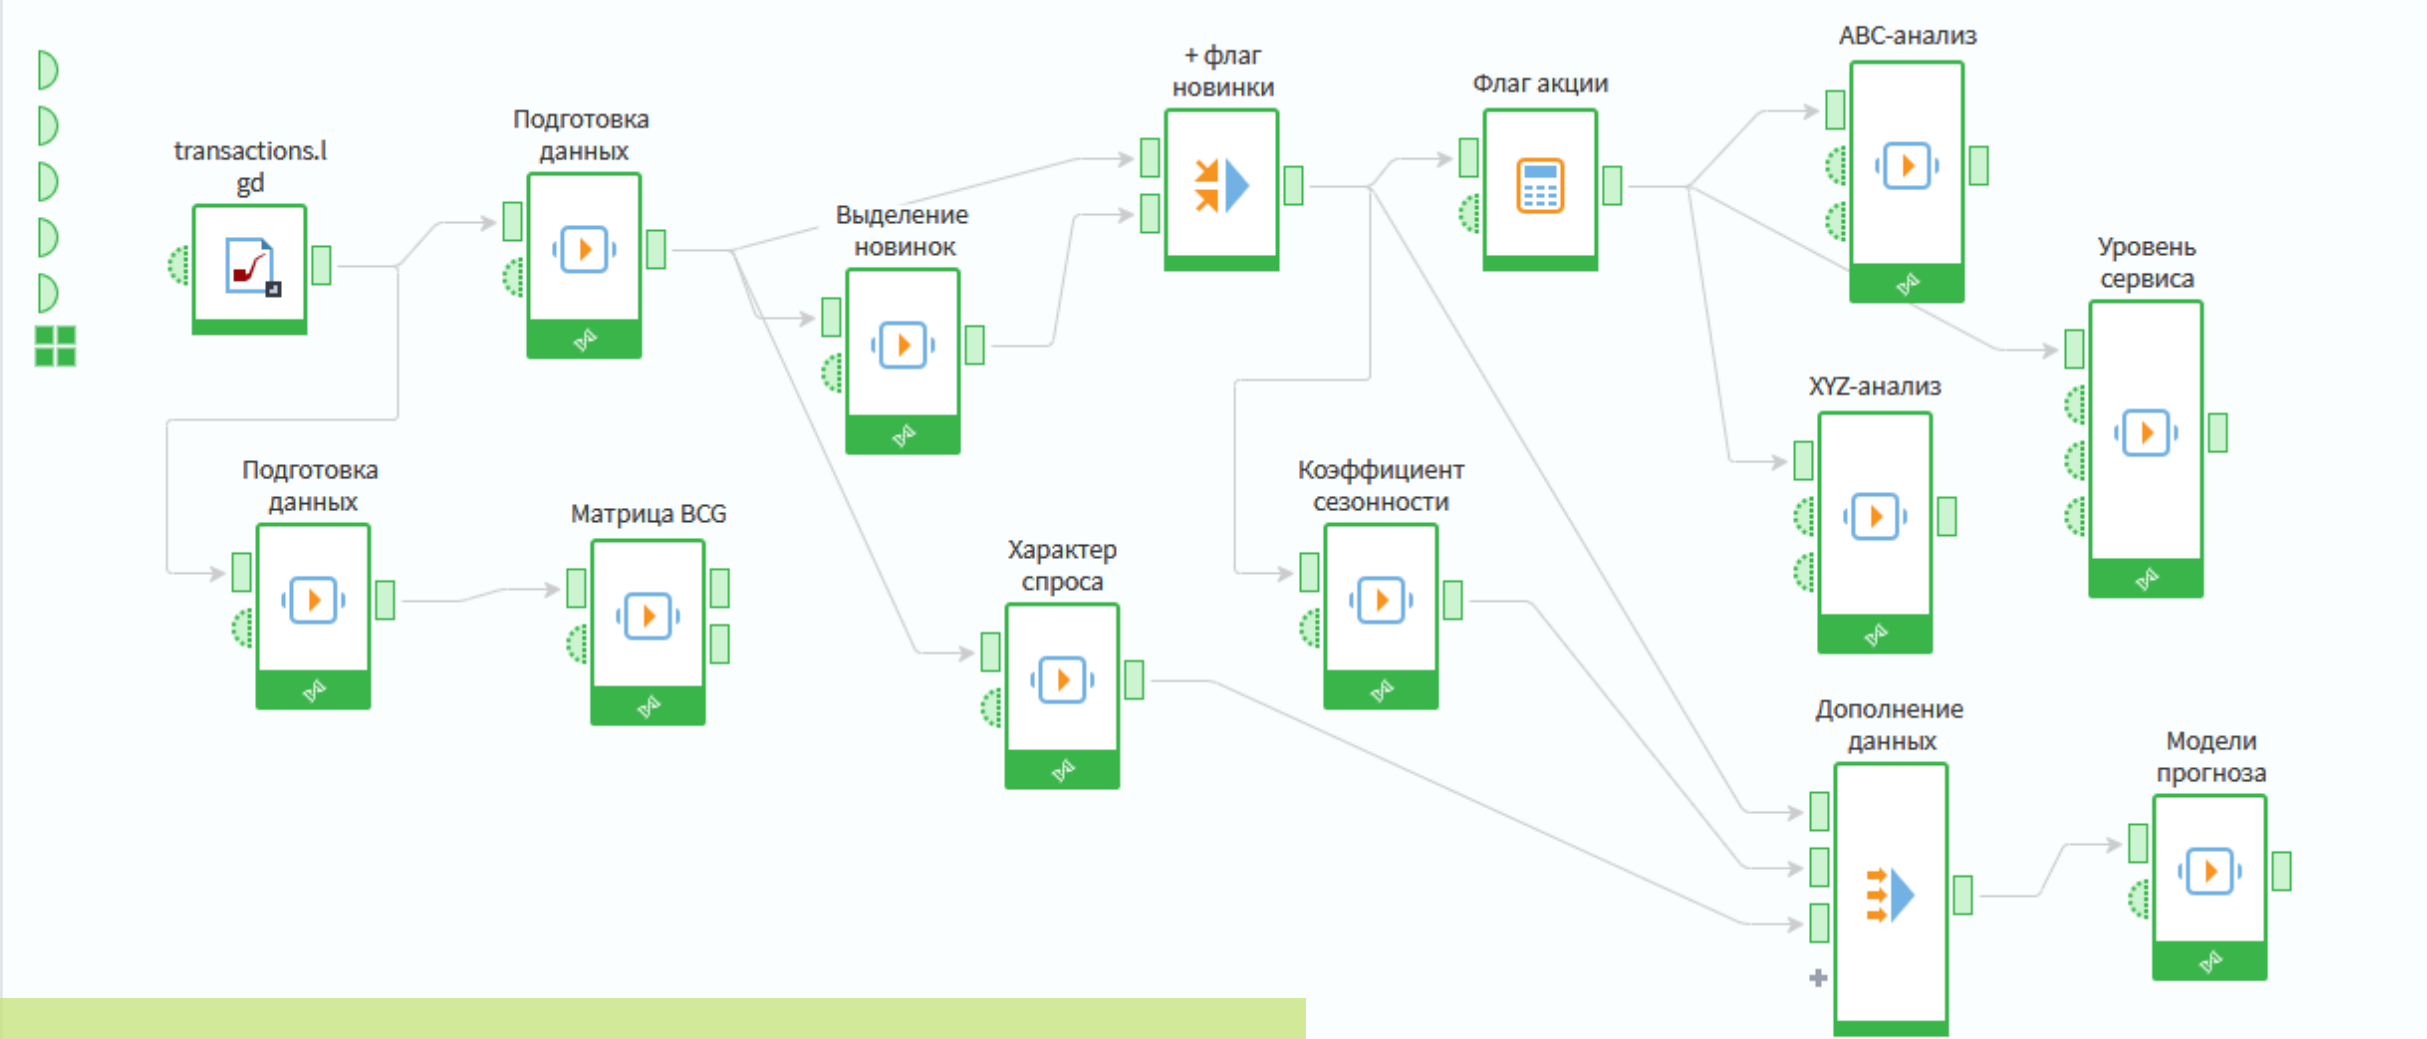 transactions.l
gd
Подготовка
данных
Выделение
новинок
+ флаг
новинки
Флаг акции
ABC-анализ
Уровень
сервиса
XYZ-анализ
Подготовка
данных
Матрица BCG
Характер
спроса
Коэффициент
сезонности
Дополнение
данных
Модели
прогноза